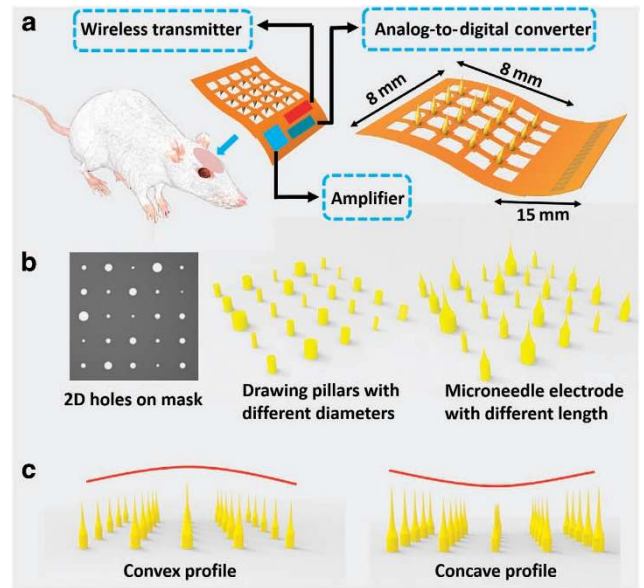 a
Wireless transmitter
Analog-to-digital converter
8 mm
8 mm
Amplifier
15 mm
b
2D holes on mask
Drawing pillars with
different diameters
Microneedle electrode
with different length
c
Convex profile
Concave profile